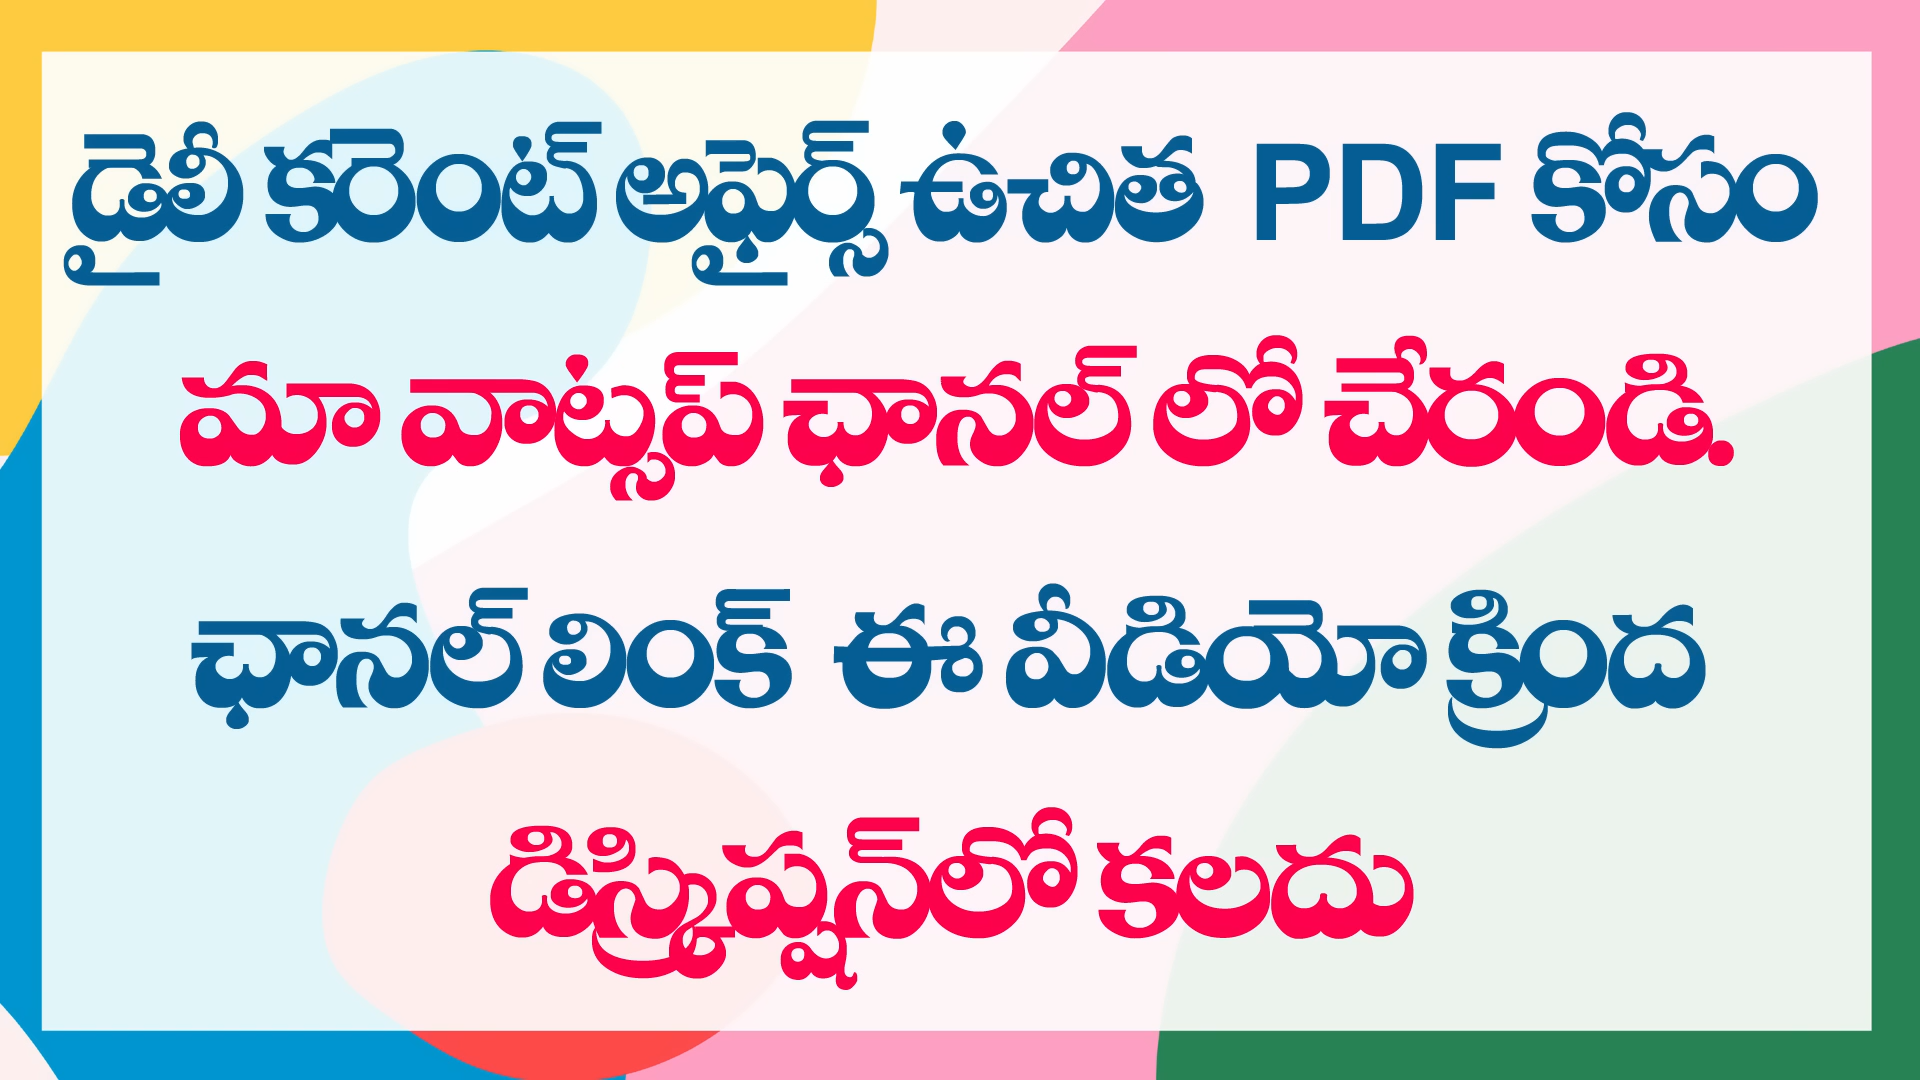 డైలీ కరెంట్ అఫైర్స్ ఉచిత PDF కోసం
మా వాట్సప్ ఛానల్ లో చేరండి.
ఛానల్ లింక్ ఈ వీడియో క్రింద
డిస్క్రిప్షన్‌లో కలదు